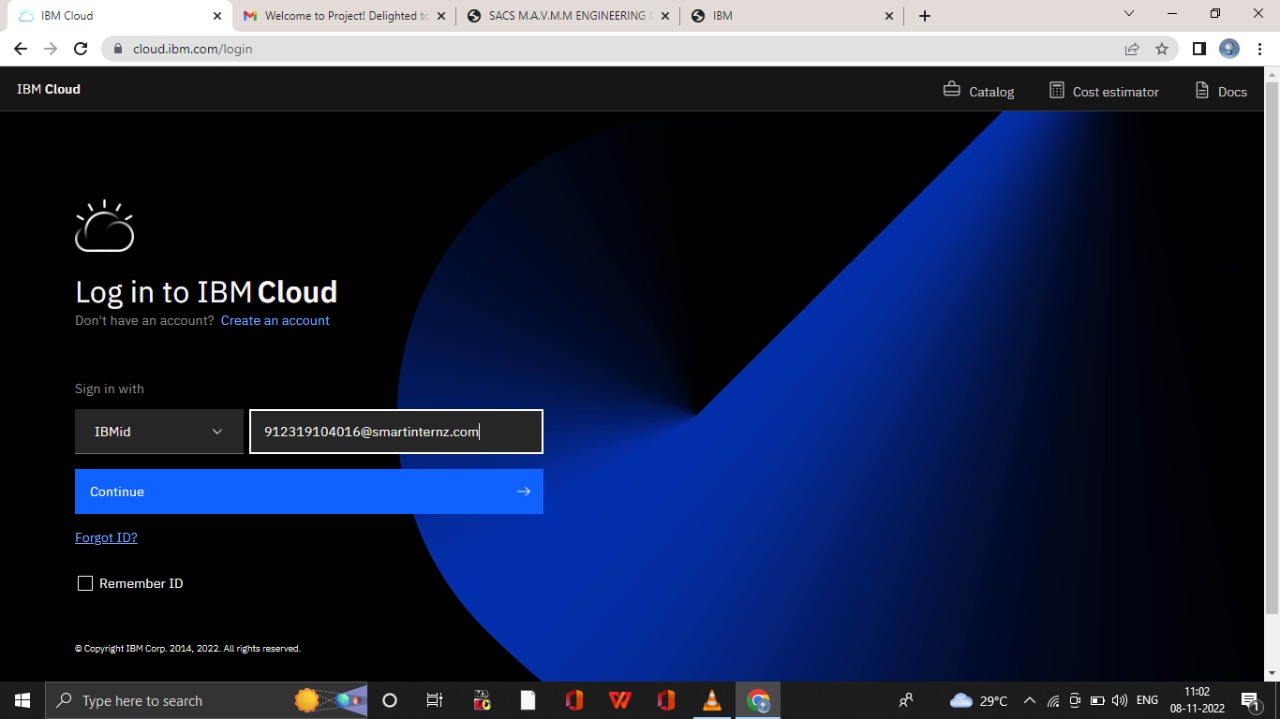 IBM Cloud
Welcome to Project! Delighted to
SACS M.A.V.M.M ENGINEERING
IBM
cloud.ibm.com/login
IBM Cloud
Catalog
Cost estimator
Docs
Log in to IBM Cloud
Don't have an account? Create an account
Sign in with
IBMid
912319104016@smartinternz.com
Continue
Forgot ID?
Remember ID
© Copyright IBM Corp. 2014, 2022. All rights reserved.
Type here to search
29°C
ENG
11:02
08-11-2022
1